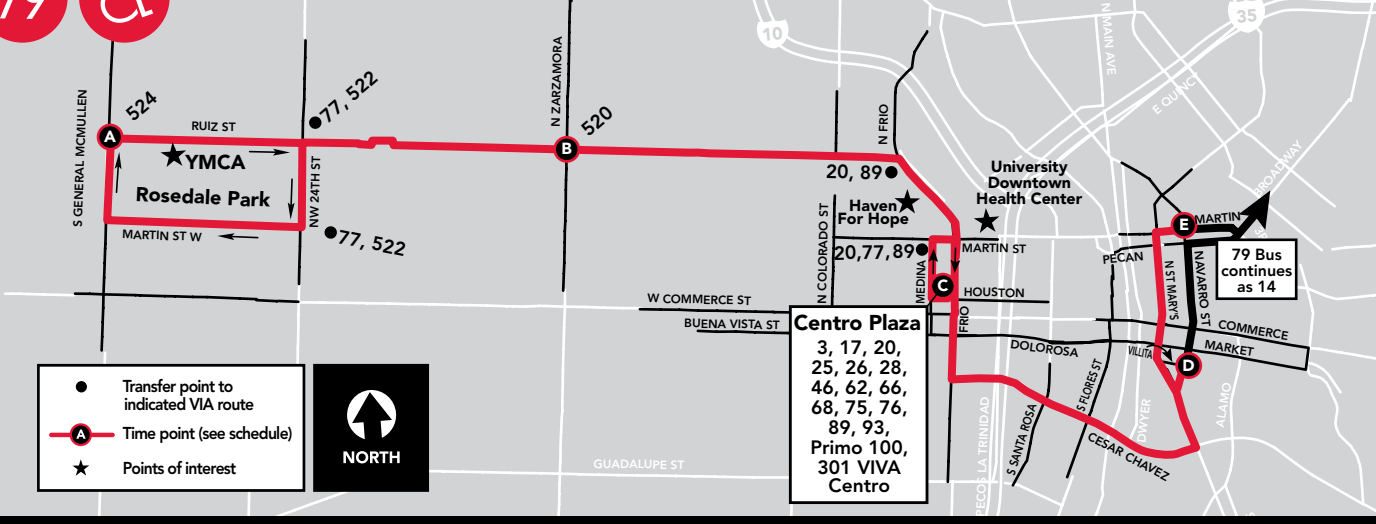 79
10
35
N MAIN AVE
E QUINCY
BROADWAY
524
77, 522
N ZARZAMORA
520
N FRIO
S GENERAL MCMULLEN
A
RUIZ ST
YMCA
Rosedale Park
NW 24TH ST
MARTIN ST W
77, 522
B
20, 89
Haven
For Hope
University
Downtown
Health Center
N COLORADO ST
20,77,89
MARTIN ST
MEDINA
C
HOUSTON
FRIO
W COMMERCE ST
BUENA VISTA ST
DOLOROSA
E
MARTIN
PECAN
N ST MARY'S
NAVARRO ST
79 Bus
continues
as 14
COMMERCE
MARKET
VILLITA
D
Centro Plaza
3, 17, 20,
25, 26, 28,
46, 62, 66,
68, 75, 76,
89, 93,
Primo 100,
301 VIVA
Centro
S FLORES ST
S SANTA ROSA
DWYER
ALAMO
CESAR CHAVEZ
PECOS LA TRINIDAD
GUADALUPE ST
Transfer point to
indicated VIA route
A
Time point (see schedule)
Points of interest
NORTH